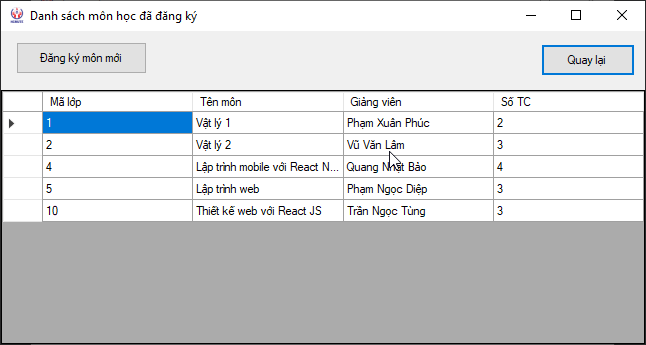 Danh sách môn học đã đăng ký
Đăng ký môn mới
Quay lại
Mã lớp Tên môn Giảng viên Số TC
1 Vật lý 1 Phạm Xuân Phúc 2
2 Vật lý 2 Vũ Văn Lâm 3
4 Lập trình mobile với React N... Quang Nhật Bảo 4
5 Lập trình web Phạm Ngọc Diệp 3
10 Thiết kế web với React JS Trần Ngọc Tùng 3